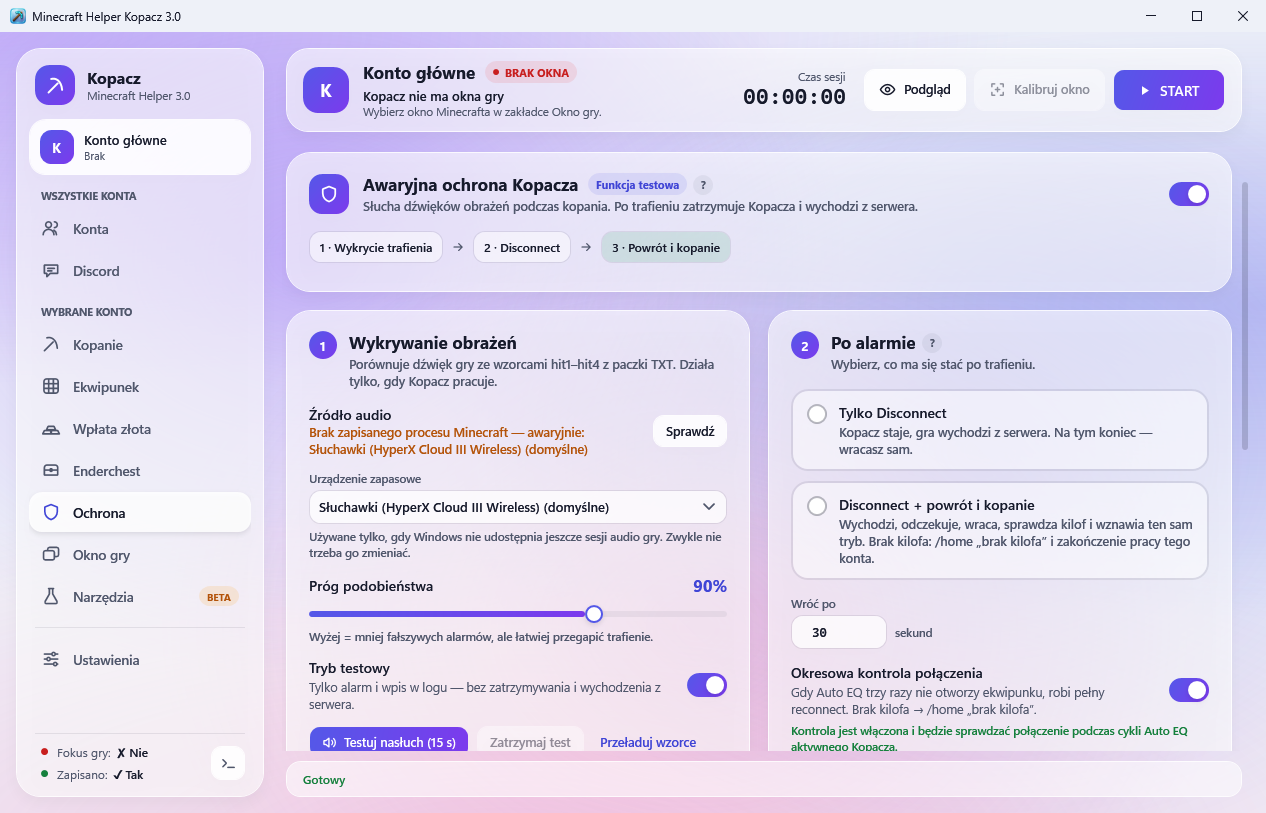 Minecraft Helper Kopacz 3.0
Kopacz
Minecraft Helper 3.0
K
Konto główne
Brak
WSZYSTKIE KONTA
Konta
Discord
WYBRANE KONTO
Kopanie
Ekwipunek
Wpłata złota
Enderchest
Ochrona
Okno gry
Narzędzia BETA
Ustawienia
Fokus gry: ✗ Nie
Zapisano: ✓ Tak
K
Konto główne BRAK OKNA
Kopacz nie ma okna gry
Wybierz okno Minecrafta w zakładce Okno gry.
Czas sesji
00:00:00
Podgląd
Kalibruj okno
START
Awaryjna ochrona Kopacza Funkcja testowa ?
Słucha dźwięków obrażeń podczas kopania. Po trafieniu zatrzymuje Kopacza i wychodzi z serwera.
1 · Wykrycie trafienia → 2 · Disconnect → 3 · Powrót i kopanie
1 Wykrywanie obrażeń
Porównuje dźwięk gry ze wzorcami hit1–hit4 z paczki TXT. Działa
tylko, gdy Kopacz pracuje.
Źródło audio
Brak zapisanego procesu Minecraft — awaryjnie:
Słuchawki (HyperX Cloud III Wireless) (domyślne)
Sprawdź
Urządzenie zapasowe
Słuchawki (HyperX Cloud III Wireless) (domyślne)
Używane tylko, gdy Windows nie udostępnia jeszcze sesji audio gry. Zwykle nie
trzeba go zmieniać.
Próg podobieństwa 90%
Wyżej = mniej fałszywych alarmów, ale łatwiej przegapić trafienie.
Tryb testowy
Tylko alarm i wpis w logu — bez zatrzymywania i wychodzenia z
serwera.
Testuj nasłuch (15 s) Zatrzymaj test Przeładuj wzorce
2 Po alarmie ?
Wybierz, co ma się stać po trafieniu.
Tylko Disconnect
Kopacz staje, gra wychodzi z serwera. Na tym koniec —
wracasz sam.
Disconnect + powrót i kopanie
Wychodzi, odczekuje, wraca, sprawdza kilof i wznawia ten sam
tryb. Brak kilofa: /home „brak kilofa” i zakończenie pracy tego
konta.
Wróć po
30 sekund
Okresowa kontrola połączenia
Gdy Auto EQ trzy razy nie otworzy ekwipunku, robi pełny
reconnect. Brak kilofa → /home „brak kilofa”.
Kontrola jest włączona i będzie sprawdzać połączenie podczas cykli Auto EQ
aktywnego Kopacza.
Gotowy